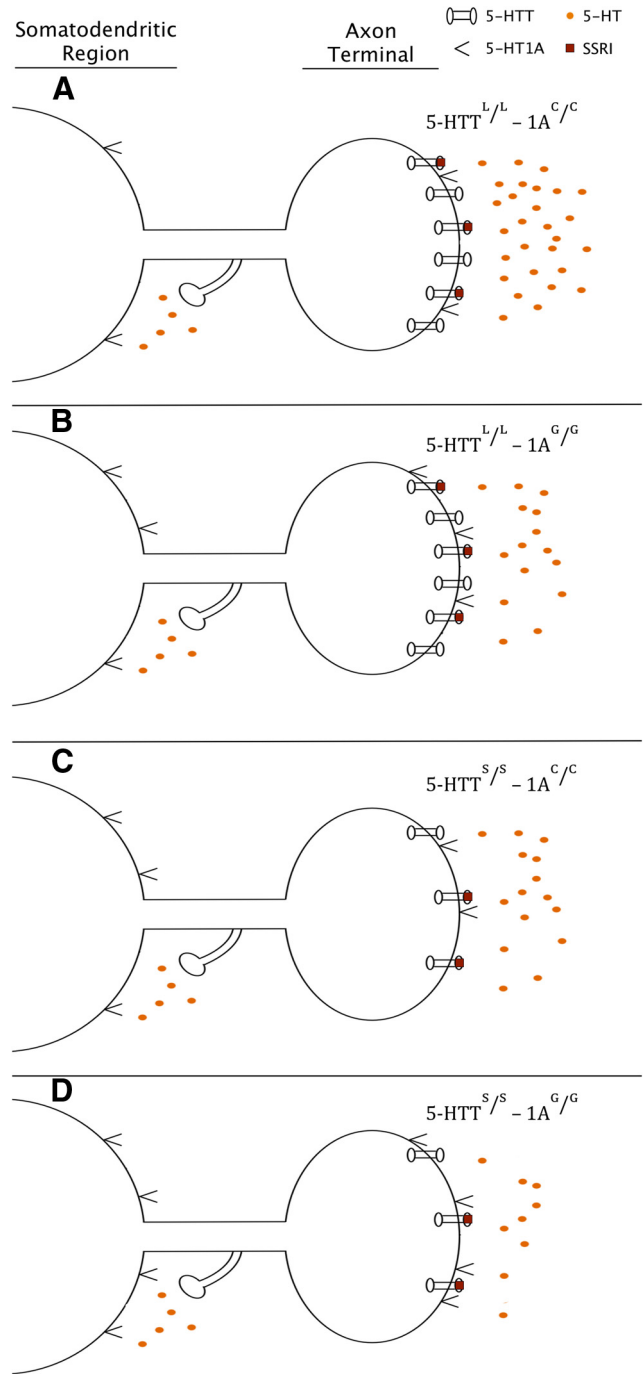 Somatodendritic
Region
Axon
Terminal
5-HTT
5-HT
5-HT1A
SSRI
A
5-HTT L/L – 1A C/C
B
5-HTT L/L – 1A G/G
C
5-HTT S/S – 1A C/C
D
5-HTT S/S – 1A G/G